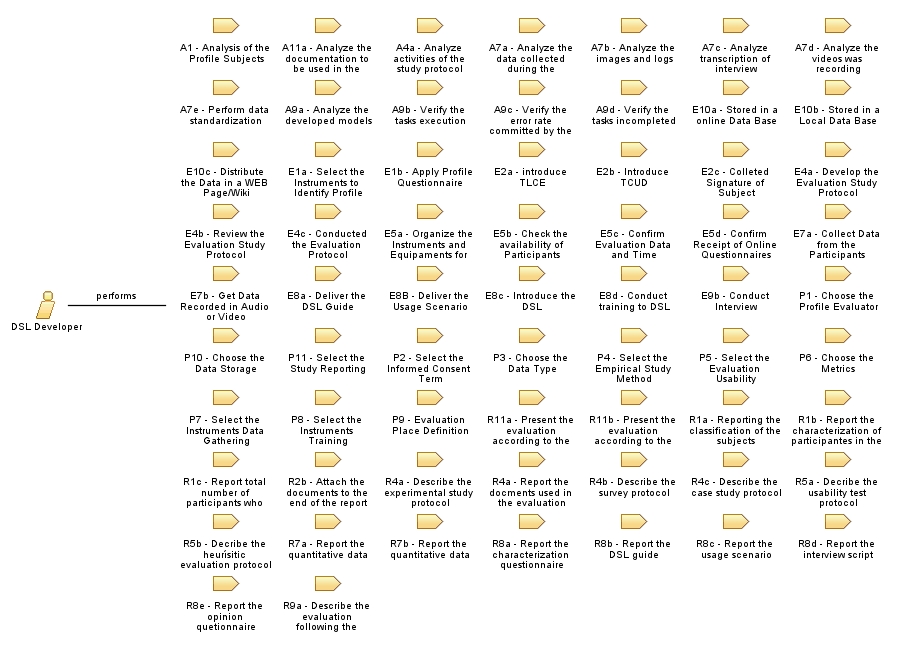 A1 - Analysis of the
Profile Subjects
A11a - Analyze the
documentation to
be used in the
A4a - Analyze
activities of the
study protocol
A7a - Analyze the
data collected
during the
A7b - Analyze the
images and logs
A7c - Analyze
transcription of
interview
A7d - Analyze the
videos was
recording
A7e - Perform data
standardization
A9a - Analyze the
developed models
A9b - Verify the
tasks execution
A9c - Verify the
error rate
committed by the
A9d - Verify the
tasks incompleted
E10a - Stored in a
online Data Base
E10b - Stored in a
Local Data Base
E10c - Distribute
the Data in a WEB
Page/Wiki
E1a - Select the
Instruments to
Identify Profile
E1b - Apply Profile
Questionnaire
E2a - introduce
TLCE
E2b - Introduce
TCUD
E2c - Colleted
Signature of
Subject
E4a - Develop the
Evaluation Study
Protocol
E4b - Review the
Evaluation Study
Protocol
E4c - Conducted
the Evaluation
Protocol
E5a - Organize the
Instruments and
Equipaments for
E5b - Check the
availability of
Participants
E5c - Confirm
Evaluation Data
and Time
E5d - Confirm
Receipt of Online
Questionnaires
E7a - Collect Data
from the
Participants
performs
DSL Developer
E7b - Get Data
Recorded in Audio
or Video
E8a - Deliver the
DSL Guide
E8B - Deliver the
Usage Scenario
E8c - Introduce the
DSL
E8d - Conduct
training to DSL
E9b - Conduct
Interview
P1 - Choose the
Profile Evaluator
P10 - Choose the
Data Storage
P11 - Select the
Study Reporting
P2 - Select the
Informed Consent
Term
P3 - Choose the
Data Type
P4 - Select the
Empirical Study
Method
P5 - Select the
Evaluation
Usability
P6 - Choose the
Metrics
P7 - Select the
Instruments Data
Gathering
P8 - Select the
Instruments
Training
P9 - Evaluation
Place Definition
R11a - Present the
evaluation
according to the
R11b - Present the
evaluation
according to the
R1a - Reporting the
classification of the
subjects
R1b - Report the
characterization of
participantes in the
R1c - Report total
number of
participants who
R2b - Attach the
documents to the
end of the report
R4a - Describe the
experimental study
protocol
R4a - Report the
docments used in
the evaluation
R4b - Describe the
survey protocol
R4c - Describe the
case study protocol
R5a - Decribe the
usability test
protocol
R5b - Decribe the
heurisitic
evaluation protocol
R7a - Report the
quantitative data
R7b - Report the
quantitative data
R8a - Report the
characterization
questionnaire
R8b - Report the
DSL guide
R8c - Report the
usage scenario
R8d - Report the
interview script
R8e - Report the
opinion
quetionnaire
R9a - Describe the
evaluation
following the